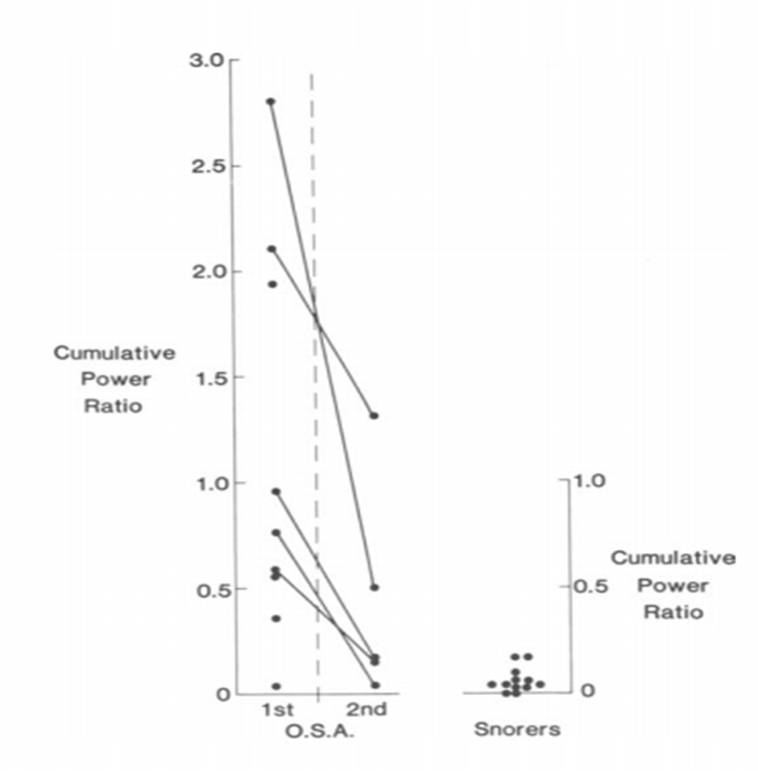 3.0
2.5
2.0
1.5
1.0
0.5
0
Cumulative
Power
Ratio
1st 2nd
O.S.A.
1.0
0.5
0
Cumulative
Power
Ratio
Snorers